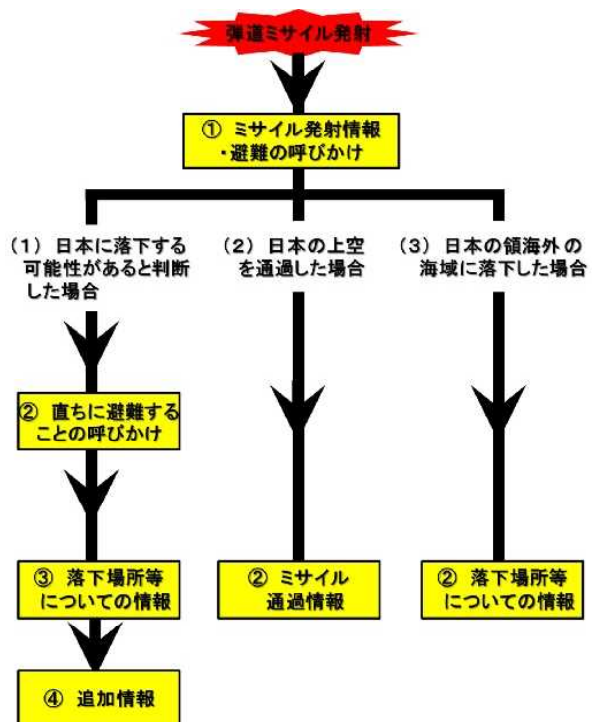 弾道ミサイル発射
① ミサイル発射情報
・避難の呼びかけ
(1) 日本に落下する
可能性があると判断
した場合
(2) 日本の上空
を通過した場合
(3) 日本の領海外の
海域に落下した場合
② 直ちに避難する
ことの呼びかけ
③ 落下場所等
についての情報
② ミサイル
通過情報
② 落下場所等
についての情報
④ 追加情報